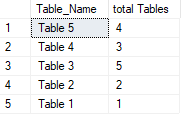 Table_Name total Tables
1 Table 5 4
2 Table 4 3
3 Table 3 5
4 Table 2 2
5 Table 1 1